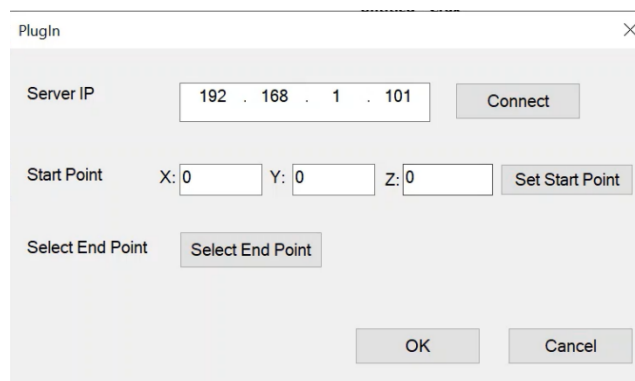 PlugIn
Server IP 192 . 168 . 1 . 101 Connect
Start Point X: 0 Y: 0 Z: 0 Set Start Point
Select End Point Select End Point
OK Cancel